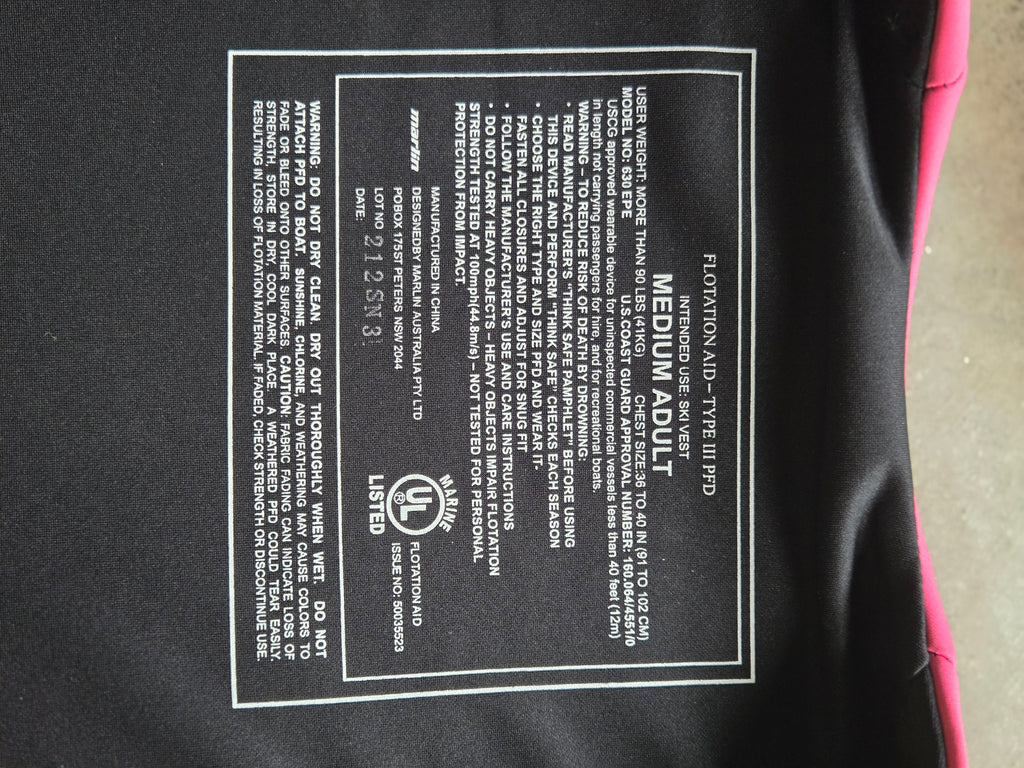 FLOTATION AID – TYPE III PFD
INTENDED USE: SKI VEST
MEDIUM ADULT
USER WEIGHT: MORE THAN 90 LBS (41KG) CHEST SIZE:36 TO 40 IN (91 TO 102 CM)
MODEL NO: 630 EPE U.S.COAST GUARD APPROVAL NUMBER: 160.064/4551/0
USCG approved wearable device for uninspected commercial vessels less than 40 feet (12m)
in length not carrying passengers for hire, and for recreational boats.
WARNING – TO REDUCE RISK OF DEATH BY DROWNING:
• READ MANUFACTURER'S "THINK SAFE PAMPHLET" BEFORE USING
THIS DEVICE AND PERFORM "THINK SAFE" CHECKS EACH SEASON
• CHOOSE THE RIGHT TYPE AND SIZE PFD AND WEAR IT-
FASTEN ALL CLOSURES AND ADJUST FOR SNUG FIT
• FOLLOW THE MANUFACTURER'S USE AND CARE INSTRUCTIONS
• DO NOT CARRY HEAVY OBJECTS – HEAVY OBJECTS IMPAIR FLOTATION
STRENGTH TESTED AT 100mph(44.8m/s) – NOT TESTED FOR PERSONAL
PROTECTION FROM IMPACT.
marlin
MANUFACTURED IN CHINA
DESIGNED BY MARLIN AUSTRALIA PTY LTD
PO BOX 175 ST PETERS NSW 204
LOT NO 212SN3
DATE:
MARINE
UL ®
LISTED
FLOTATION AID
ISSUE NO: 50035523
WARNING: DO NOT DRY CLEAN. DRY OUT THOROUGHLY WHEN WET. DO NOT
ATTACH PFD TO BOAT. SUNSHINE, CHLORINE, AND WEATHERING MAY CAUSE COLORS TO
FADE OR BLEED ONTO OTHER SURFACES. CAUTION: FABRIC FADING CAN INDICATE LOSS OF
STRENGTH, STORE IN DRY, COOL DARK PLACE. A WEATHERED PFD COULD TEAR EASILY.
RESULTING IN LOSS OF FLOTATION MATERIAL. IF FADED, CHECK STRENGTH OR DISCONTINUE USE.